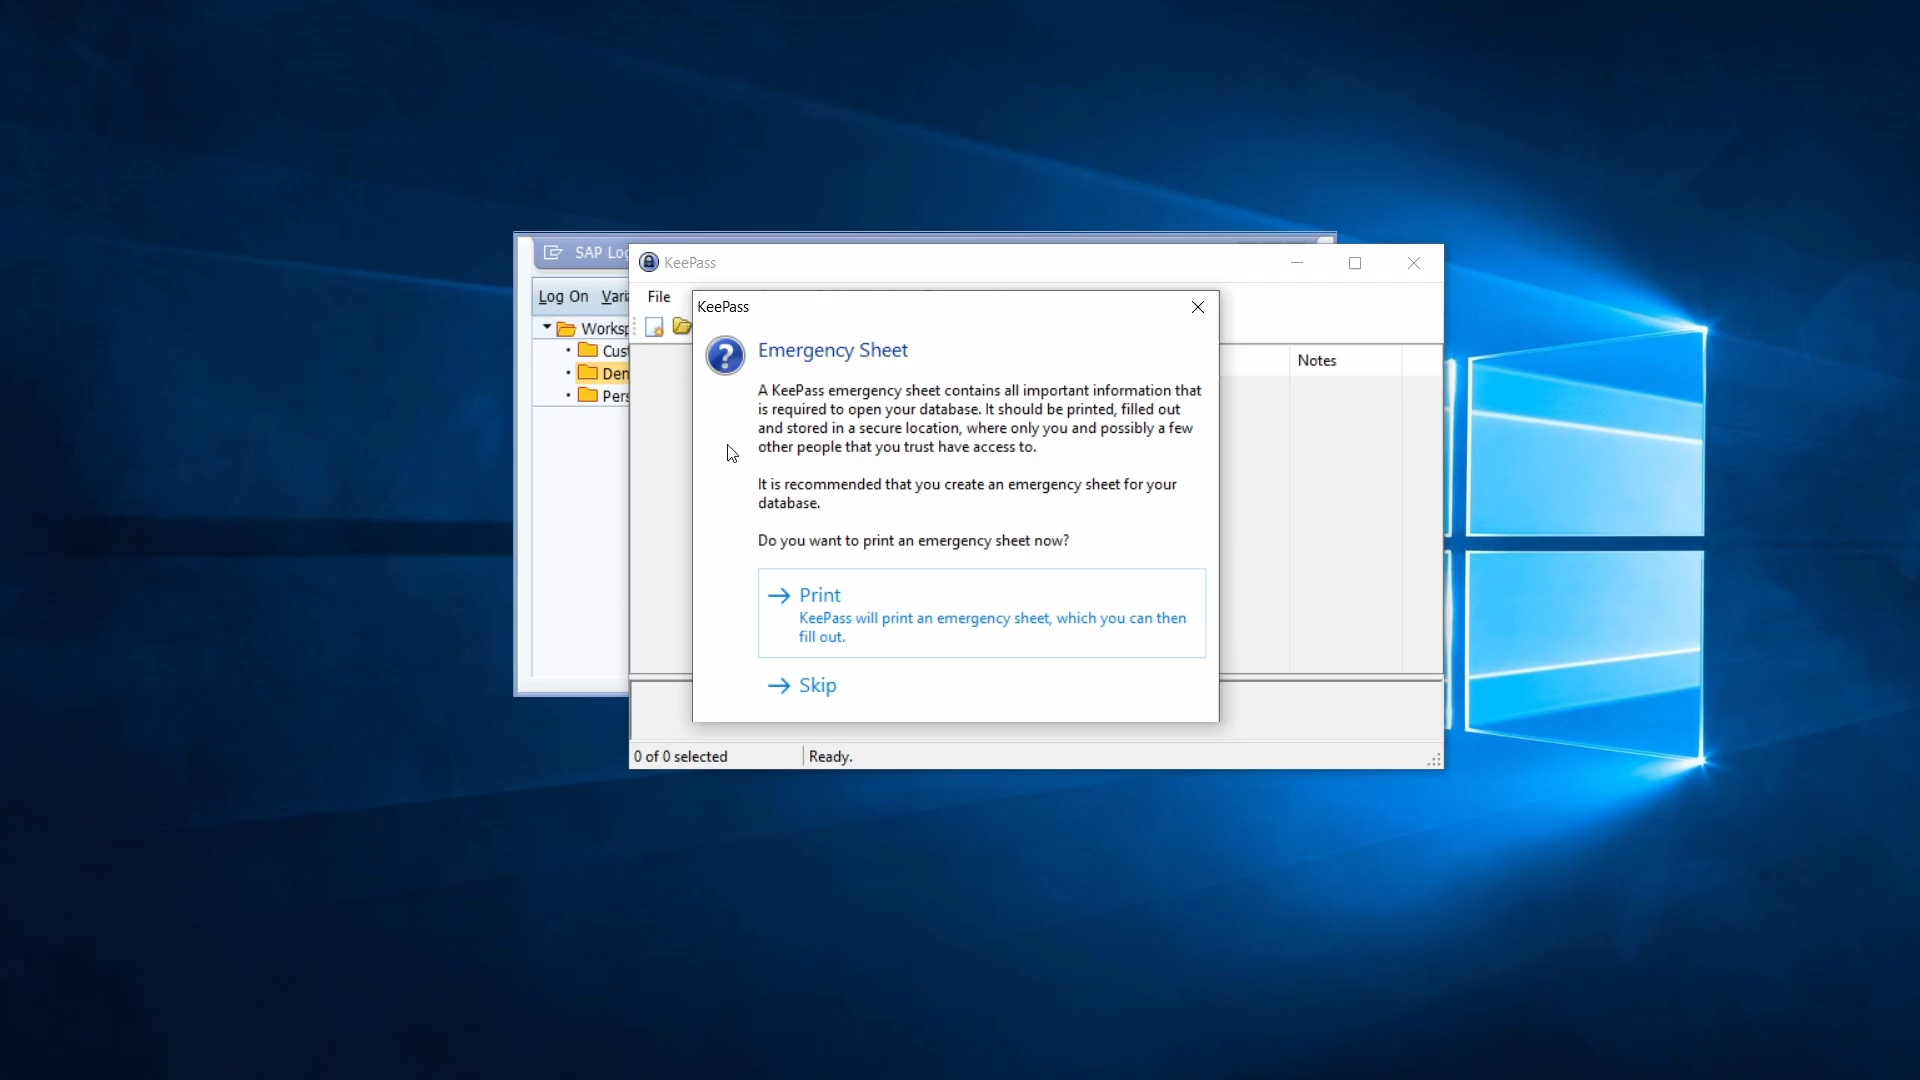 SAP Log
Log On Vari
Worksp
Cust
Den
Pers
KeePass
File
Notes
KeePass
Emergency Sheet
A KeePass emergency sheet contains all important information that
is required to open your database. It should be printed, filled out
and stored in a secure location, where only you and possibly a few
other people that you trust have access to.
It is recommended that you create an emergency sheet for your
database.
Do you want to print an emergency sheet now?
Print
KeePass will print an emergency sheet, which you can then
fill out.
Skip
0 of 0 selected
Ready.